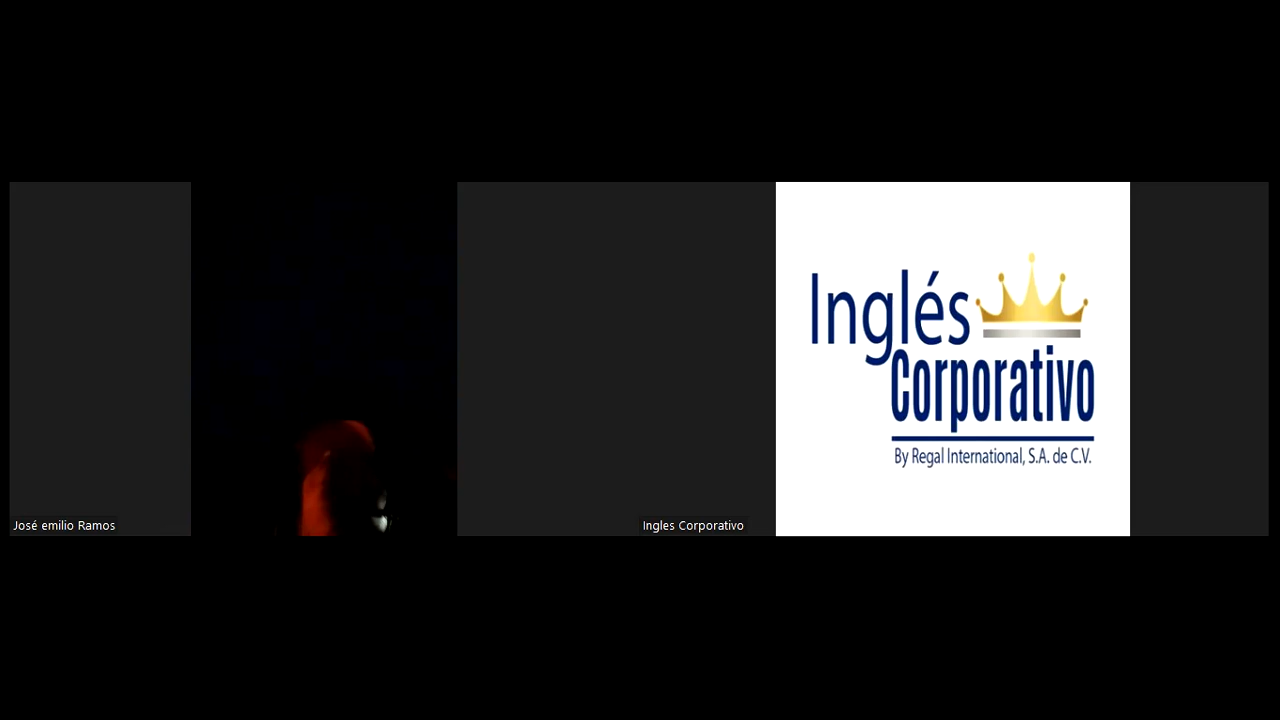 Inglés
Corporativo
By Regal International, S.A. de C.V.
José emilio Ramos
Ingles Corporativo